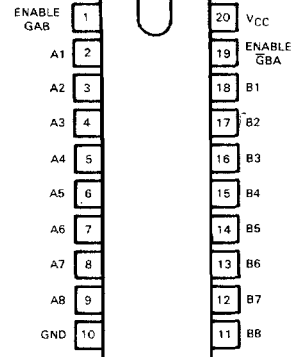 ENABLE
GAB 1 20 VCC
A1 2 19 ENABLE
G̅BA
A2 3 18 B1
A3 4 17 B2
A4 5 16 B3
A5 6 15 B4
A6 7 14 B5
A7 8 13 B6
A8 9 12 B7
GND 10 11 B8